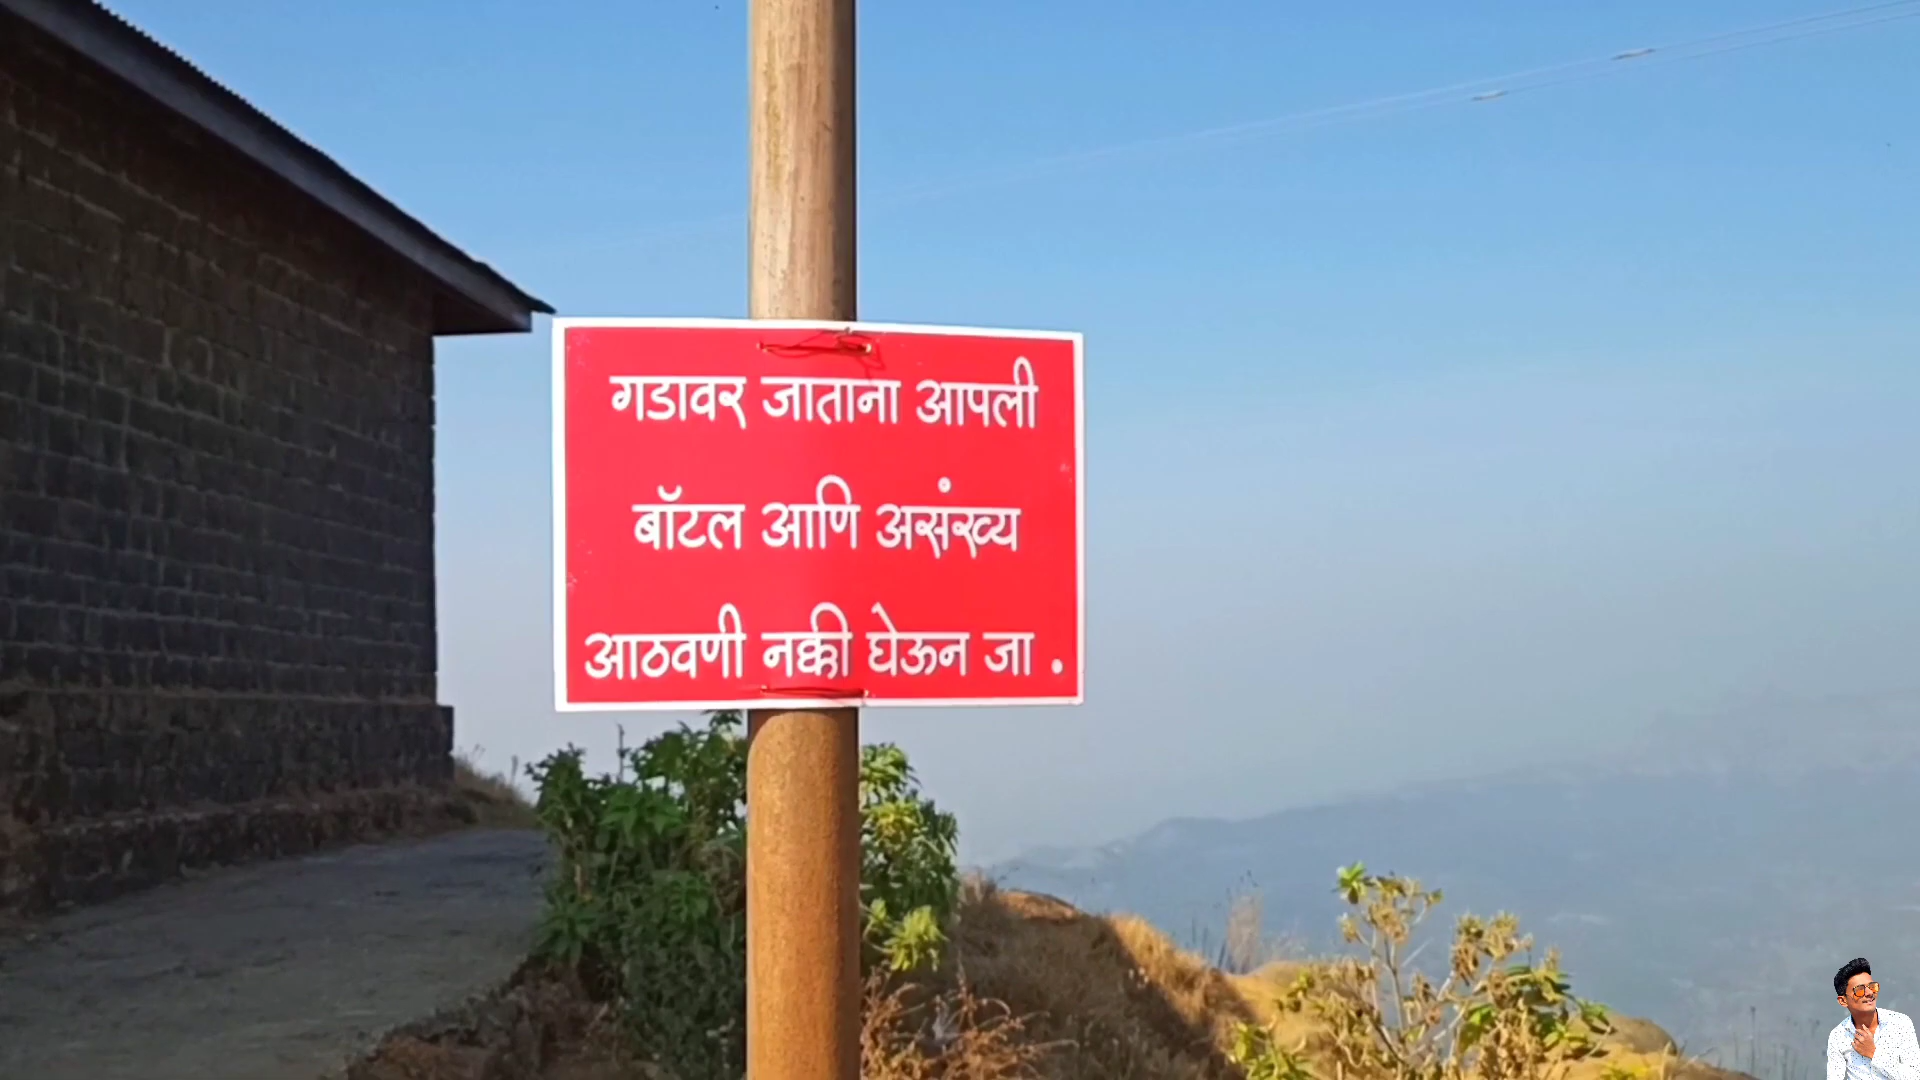 गडावर जाताना आपली
बॉटल आणि असंख्य
आठवणी नक्की घेऊन जा .